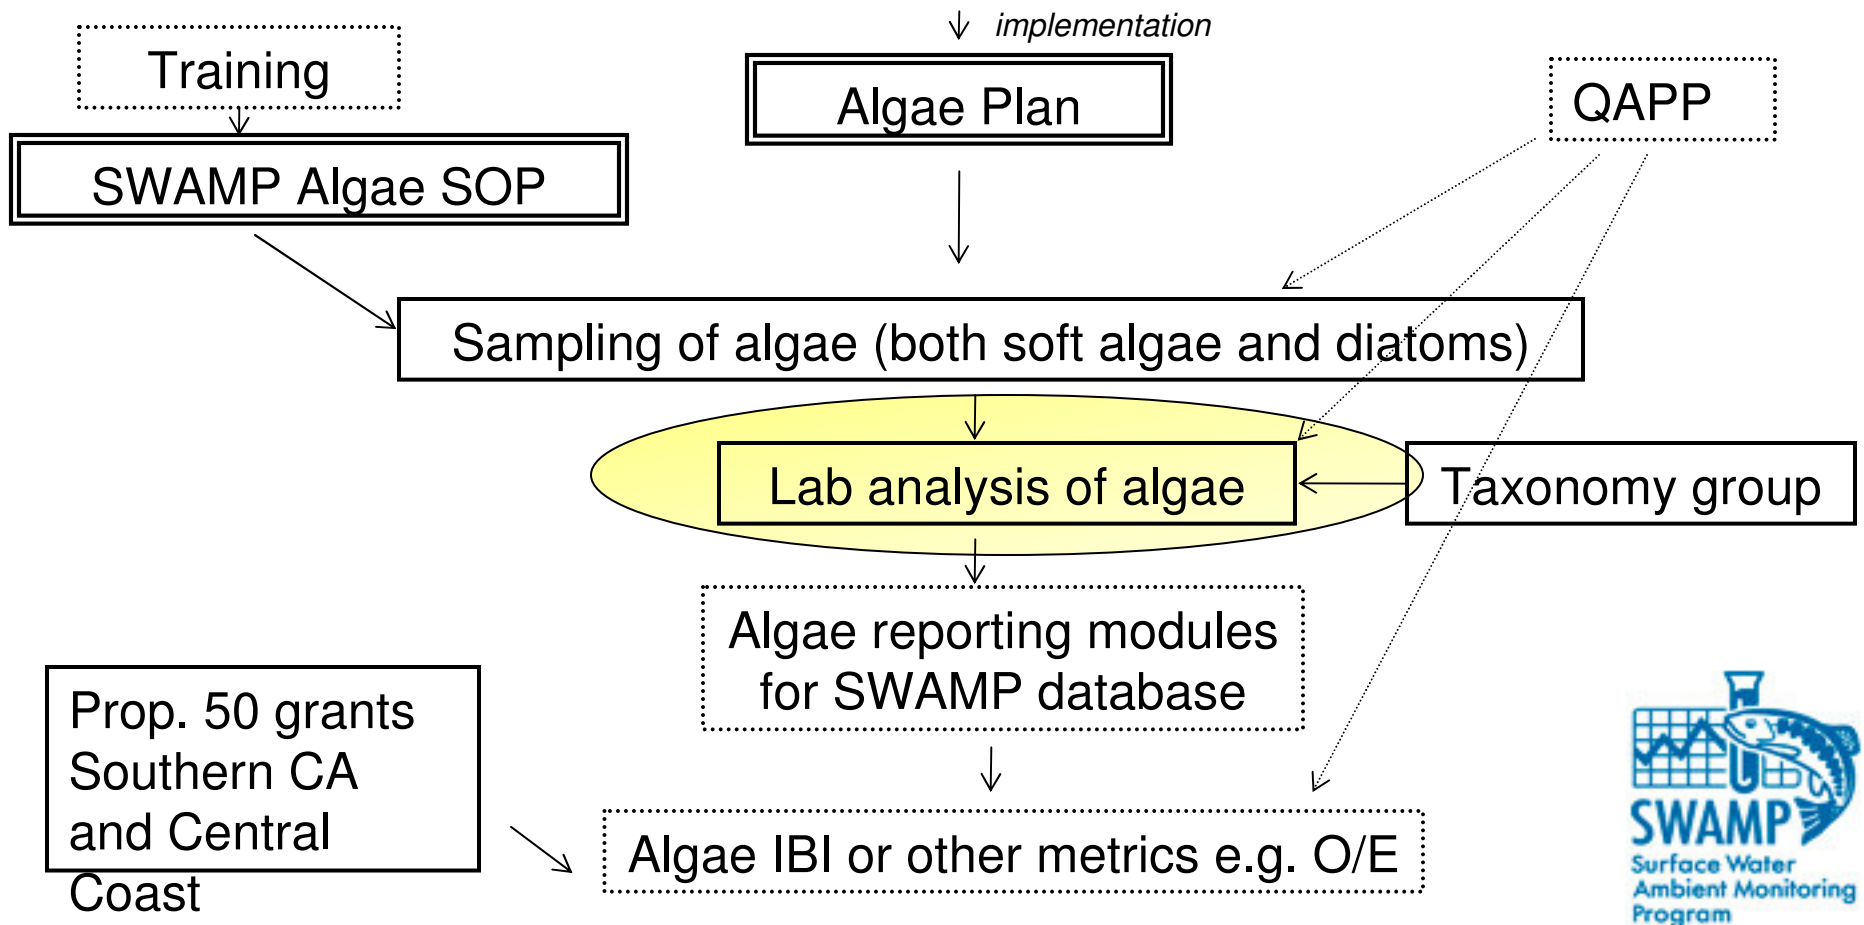 implementation
Training
Algae Plan
QAPP
SWAMP Algae SOP
Sampling of algae (both soft algae and diatoms)
Lab analysis of algae
Taxonomy group
Algae reporting modules
for SWAMP database
Prop. 50 grants
Southern CA
and Central
Coast
Algae IBI or other metrics e.g. O/E
SWAMP
Surface Water
Ambient Monitoring
Program